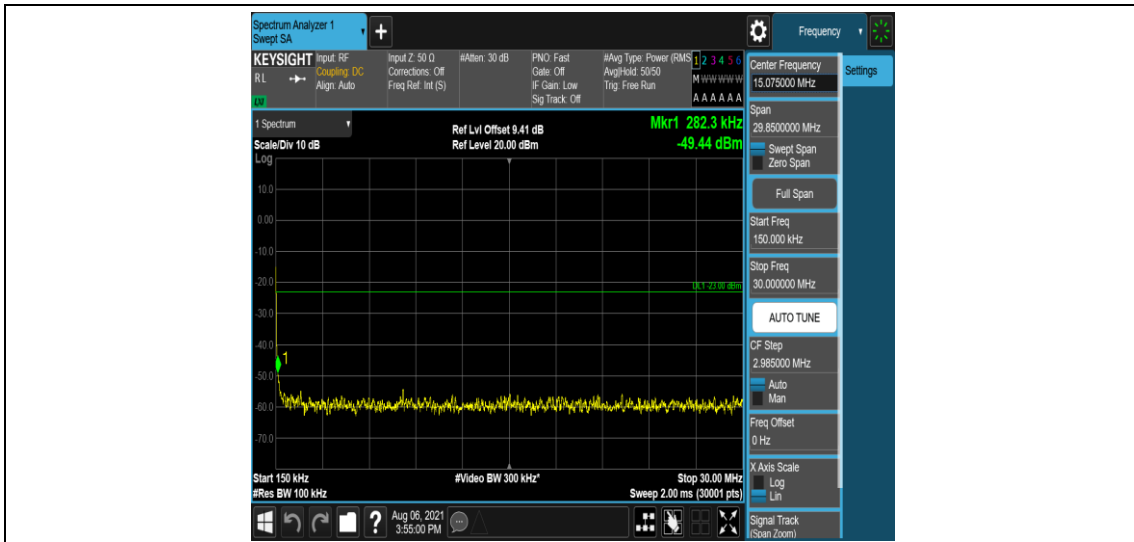 Spectrum Analyzer 1
Swept SA
Frequency
KEYSIGHT
RL
LM
Input: RF
Coupling: DC
Align: Auto
Input Z: 50 Ω
Corrections: Off
Freq Ref: Int (S)
#Atten: 30 dB
PNO: Fast
Gate: Off
IF Gain: Low
Sig Track: Off
#Avg Type: Power (RMS
Avg|Hold: 50/50
Trig: Free Run
1 2 3 4 5 6
M W W W W W
A A A A A A
1 Spectrum
Scale/Div 10 dB
Ref Lvl Offset 9.41 dB
Ref Level 20.00 dBm
Mkr1 282.3 kHz
-49.44 dBm
Log
10.0
0.00
-10.0
-20.0
DL1 -23.00 dBm
-30.0
-40.0
1
-50.0
-60.0
-70.0
Start 150 kHz
#Video BW 300 kHz*
Stop 30.00 MHz
#Res BW 100 kHz
Sweep 2.00 ms (30001 pts)
Center Frequency
15.075000 MHz
Settings
Span
29.8500000 MHz
Swept Span
Zero Span
Full Span
Start Freq
150.000 kHz
Stop Freq
30.000000 MHz
AUTO TUNE
CF Step
2.985000 MHz
Auto
Man
Freq Offset
0 Hz
X Axis Scale
Log
Lin
Signal Track
(Span Zoom)
?
Aug 06, 2021
3:55:00 PM